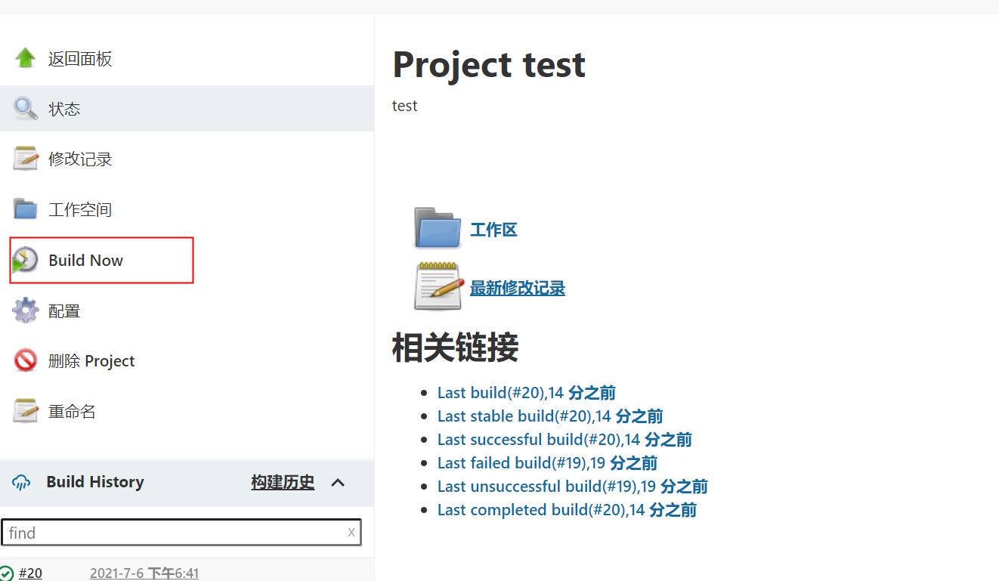 返回面板
状态
修改记录
工作空间
Build Now
配置
删除 Project
重命名
Build History 构建历史
find x
#20 2021-7-6 下午6:41
Project test
test
工作区
最新修改记录
相关链接
Last build(#20),14 分之前
Last stable build(#20),14 分之前
Last successful build(#20),14 分之前
Last failed build(#19),19 分之前
Last unsuccessful build(#19),19 分之前
Last completed build(#20),14 分之前